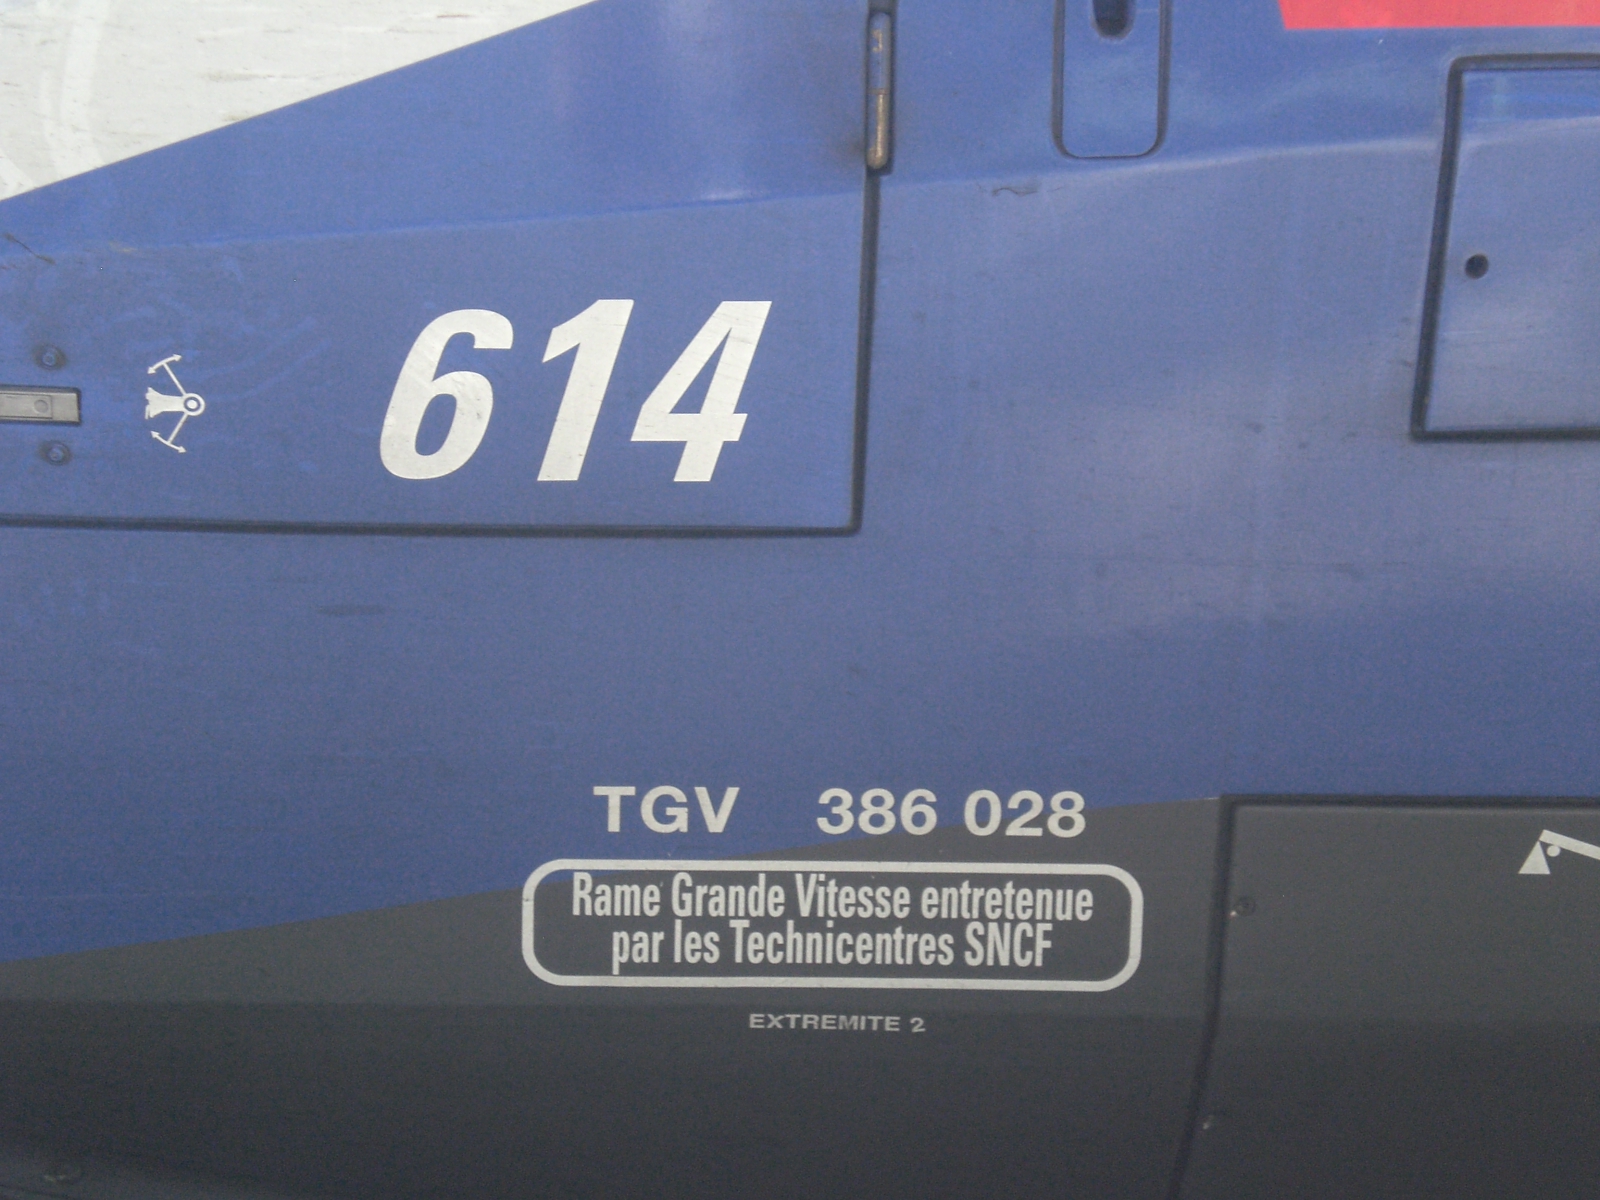 614
TGV 386 028
Rame Grande Vitesse entretenue
par les Technicentres SNCF
EXTREMITE 2